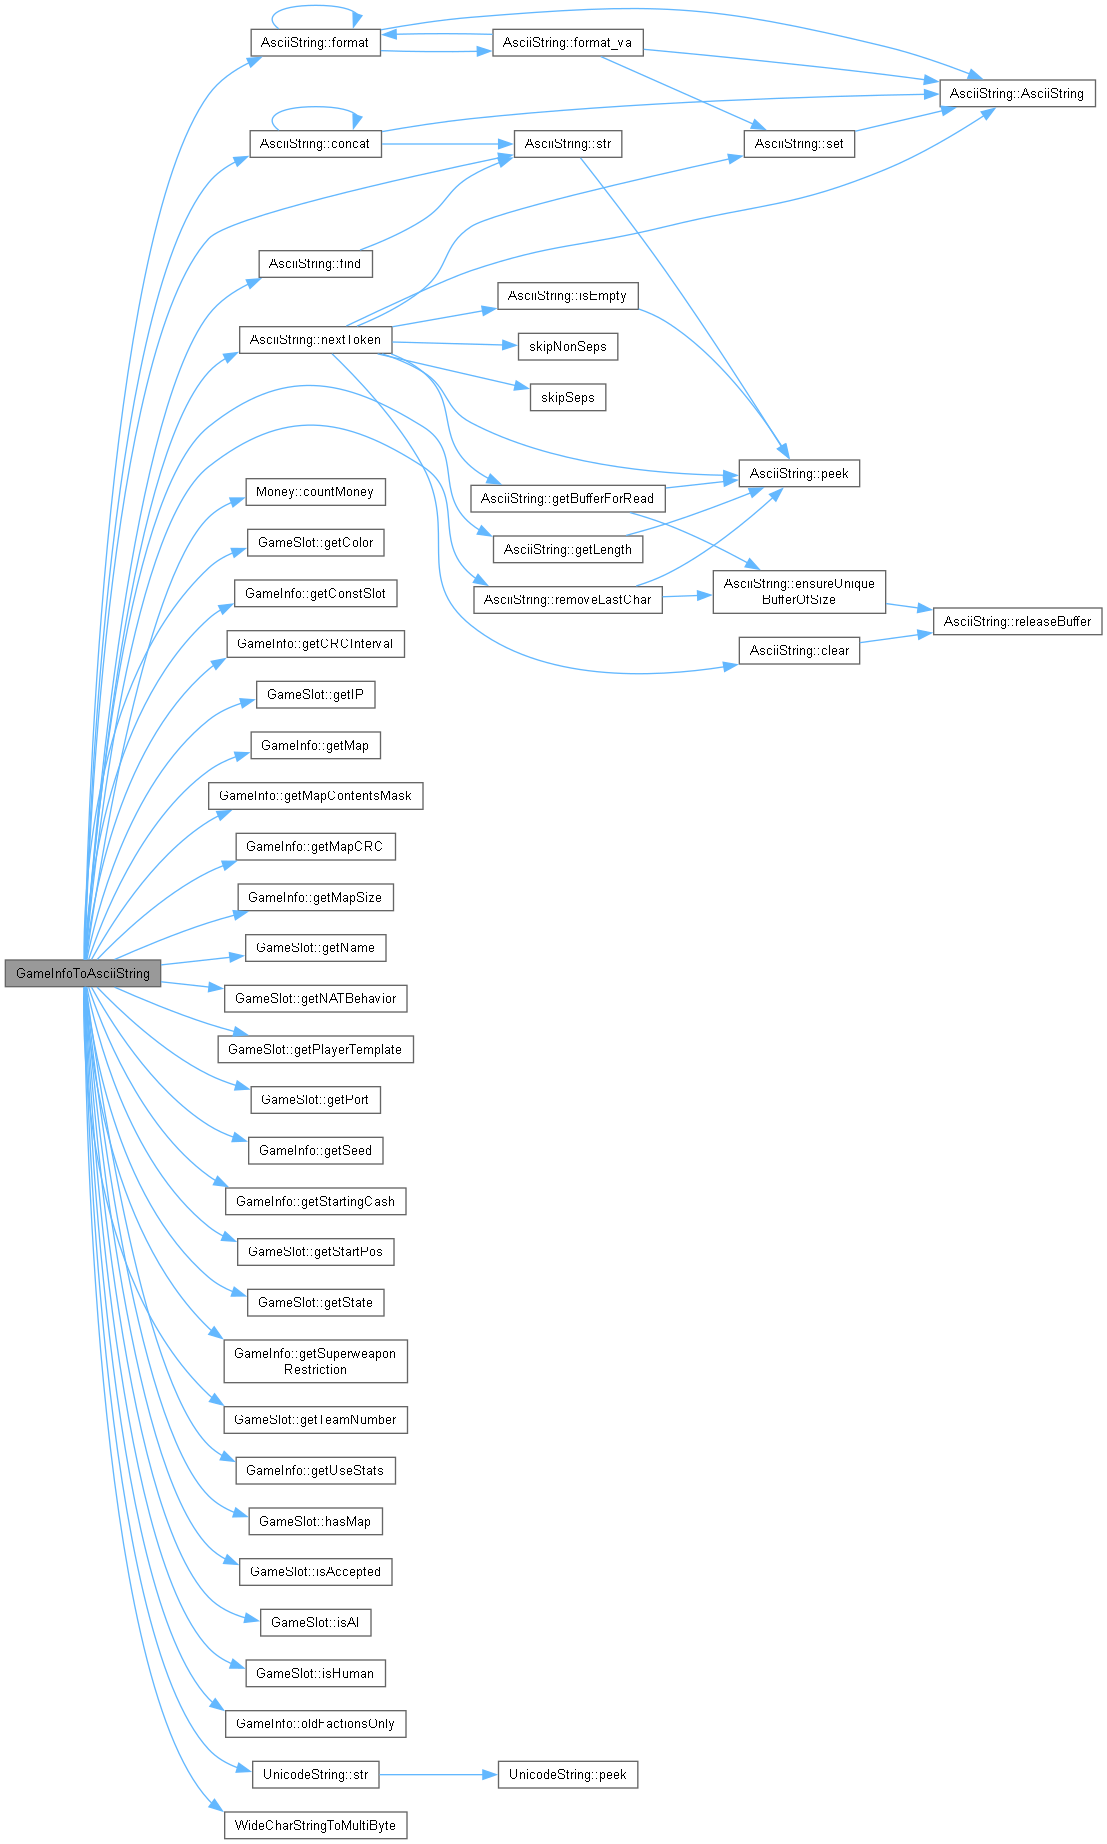 AsciiString::format
AsciiString::format_va
AsciiString::AsciiString
AsciiString::concat
AsciiString::str
AsciiString::set
AsciiString::find
AsciiString::isEmpty
AsciiString::nextToken
skipNonSeps
skipSeps
AsciiString::peek
Money::countMoney
AsciiString::getBufferForRead
GameSlot::getColor
AsciiString::getLength
GameInfo::getConstSlot
AsciiString::removeLastChar
AsciiString::ensureUnique
BufferOfSize
AsciiString::releaseBuffer
GameInfo::getCRCInterval
AsciiString::clear
GameSlot::getIP
GameInfo::getMap
GameInfo::getMapContentsMask
GameInfo::getMapCRC
GameInfo::getMapSize
GameSlot::getName
GameInfoToAsciiString
GameSlot::getNATBehavior
GameSlot::getPlayerTemplate
GameSlot::getPort
GameInfo::getSeed
GameInfo::getStartingCash
GameSlot::getStartPos
GameSlot::getState
GameInfo::getSuperweapon
Restriction
GameSlot::getTeamNumber
GameInfo::getUseStats
GameSlot::hasMap
GameSlot::isAccepted
GameSlot::isAI
GameSlot::isHuman
GameInfo::oldFactionsOnly
UnicodeString::str
UnicodeString::peek
WideCharStringToMultiByte